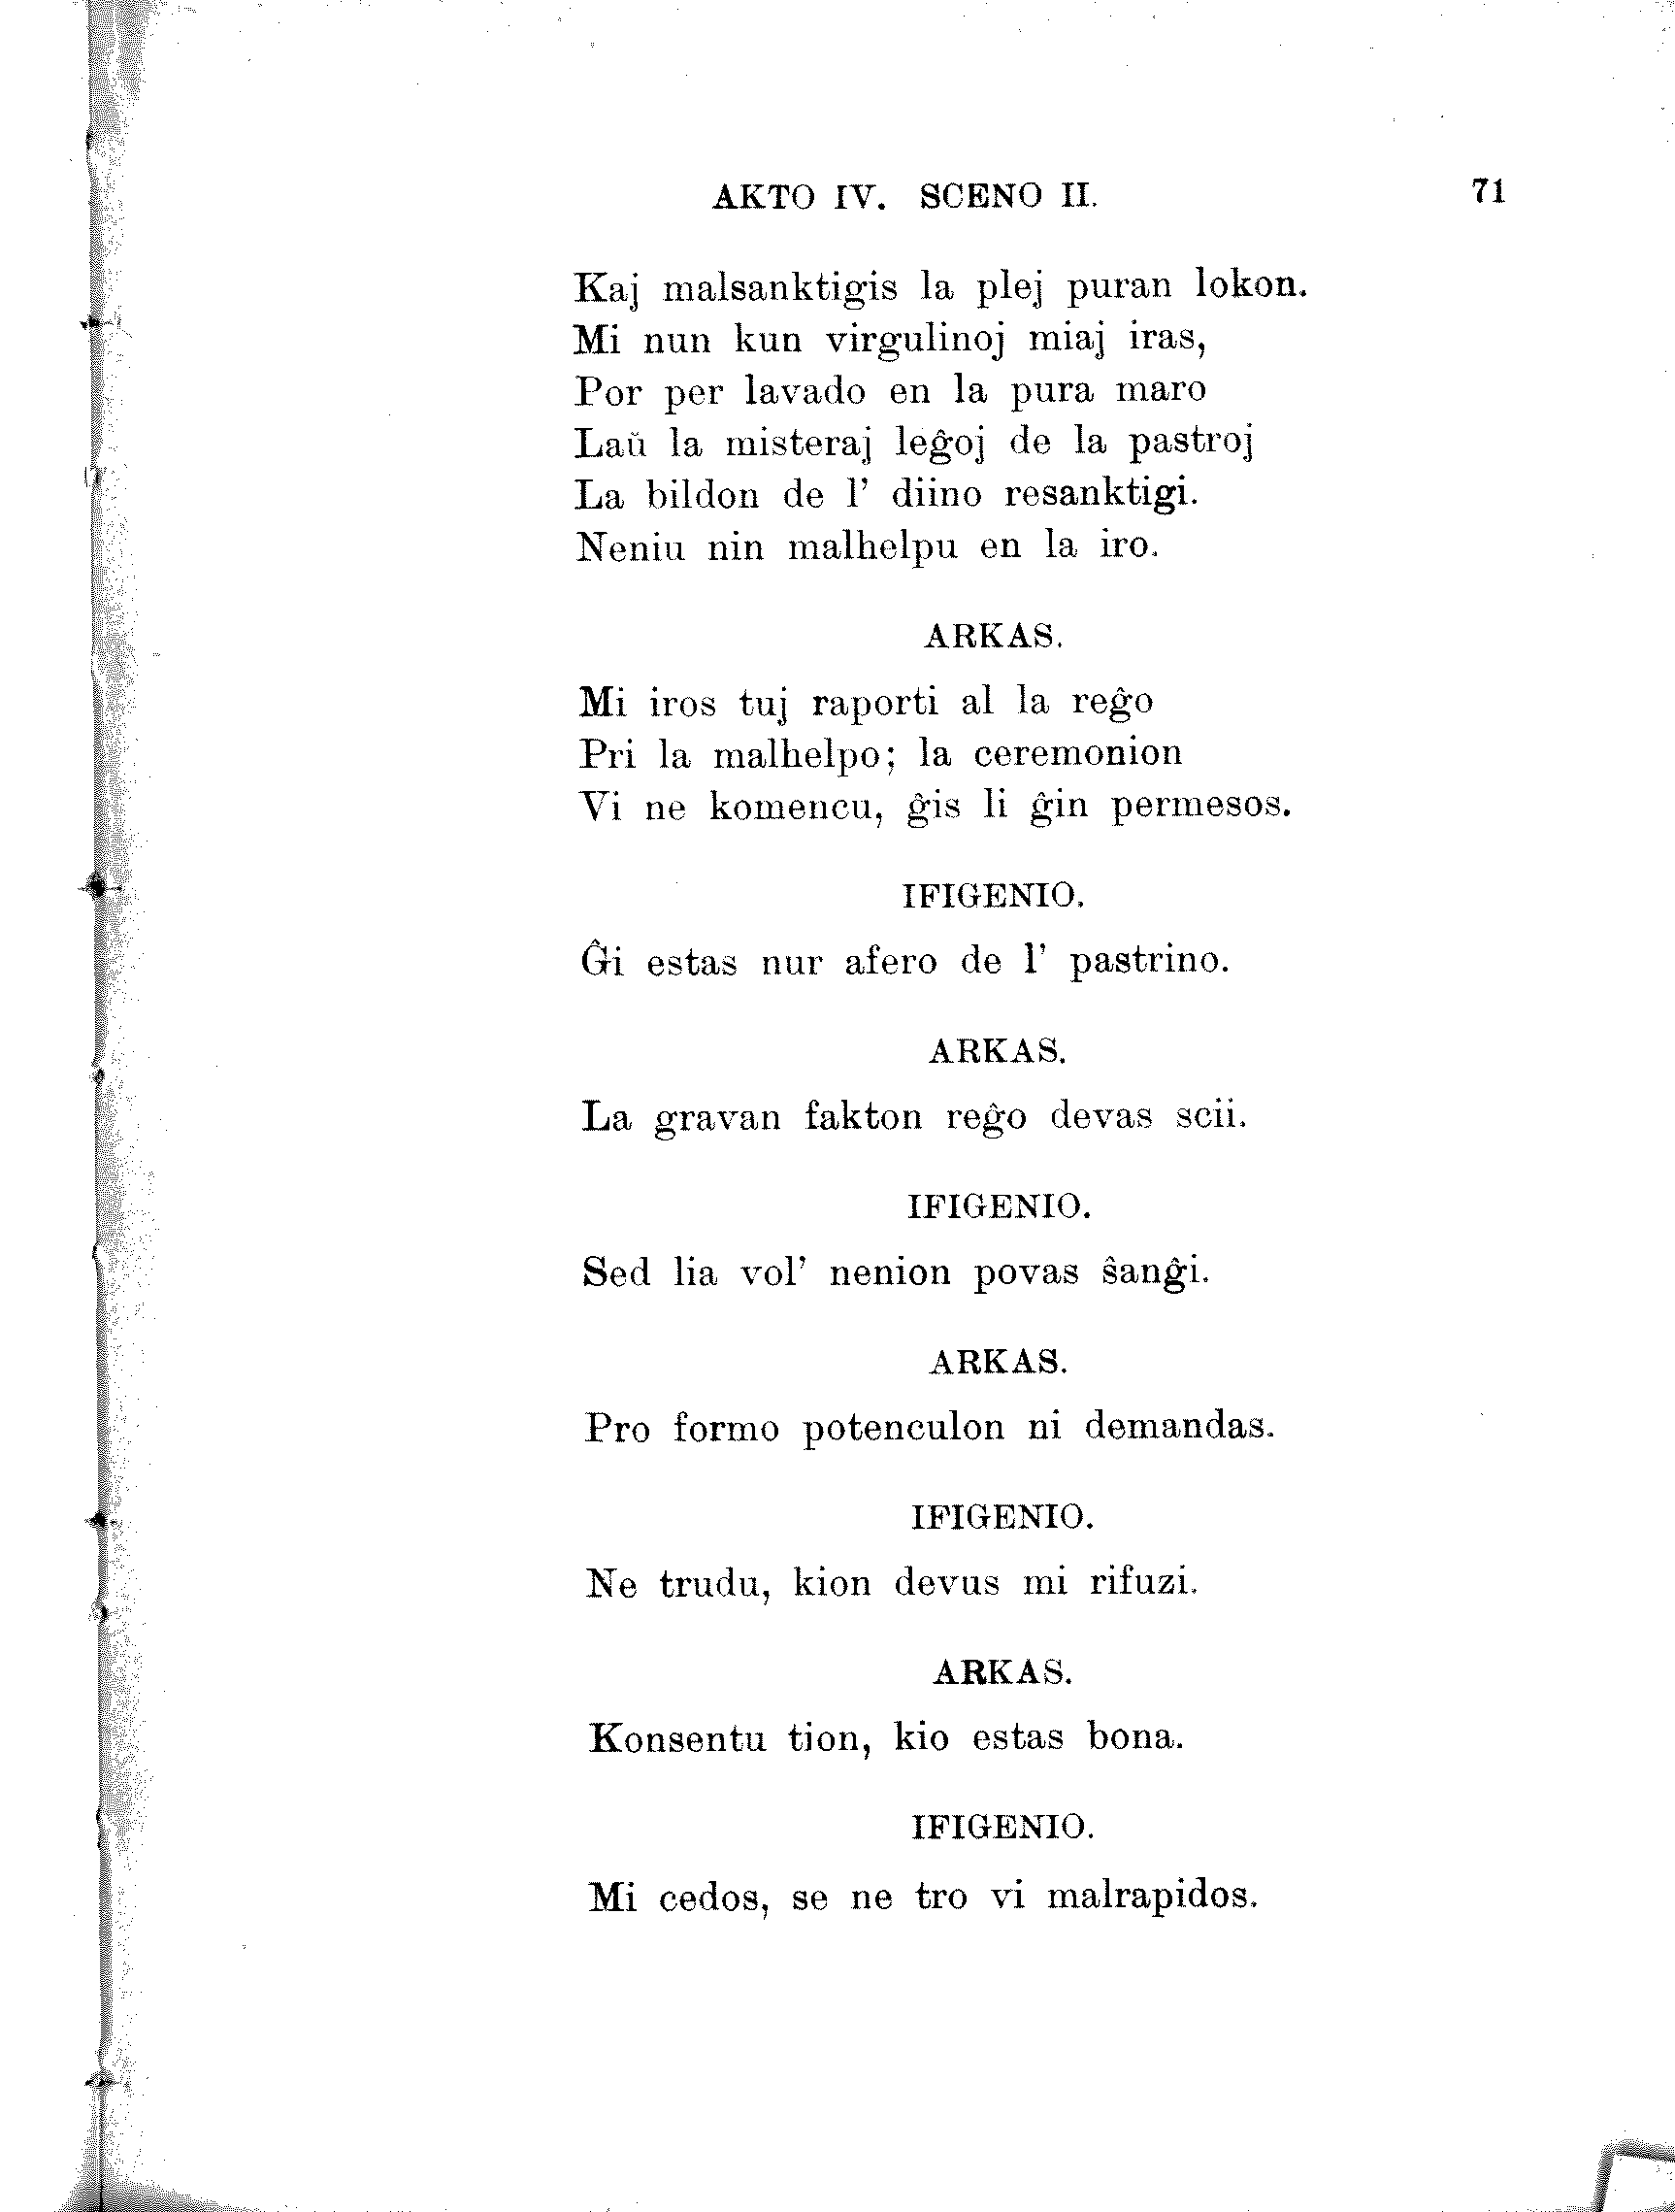 AKTO IV. SCENO II. 71
Kaj malsanktigis la plej puran lokon.
Mi nun kun virgulinoj miaj iras,
Por per lavado en la pura maro
Laŭ la misteraj leĝoj de la pastroj
La bildon de l' diino resanktigi.
Neniu nin malhelpu en la iro.
ARKAS.
Mi iros tuj raporti al la reĝo
Pri la malhelpo; la ceremonion
Vi ne komencu, ĝis li ĝin permesos.
IFIGENIO.
Ĝi estas nur afero de l' pastrino.
ARKAS.
La gravan fakton reĝo devas scii.
IFIGENIO.
Sed lia vol' nenion povas ŝanĝi.
ARKAS.
Pro formo potenculon ni demandas.
IFIGENIO.
Ne trudu, kion devus mi rifuzi.
ARKAS.
Konsentu tion, kio estas bona.
IFIGENIO.
Mi cedos, se ne tro vi malrapidos.